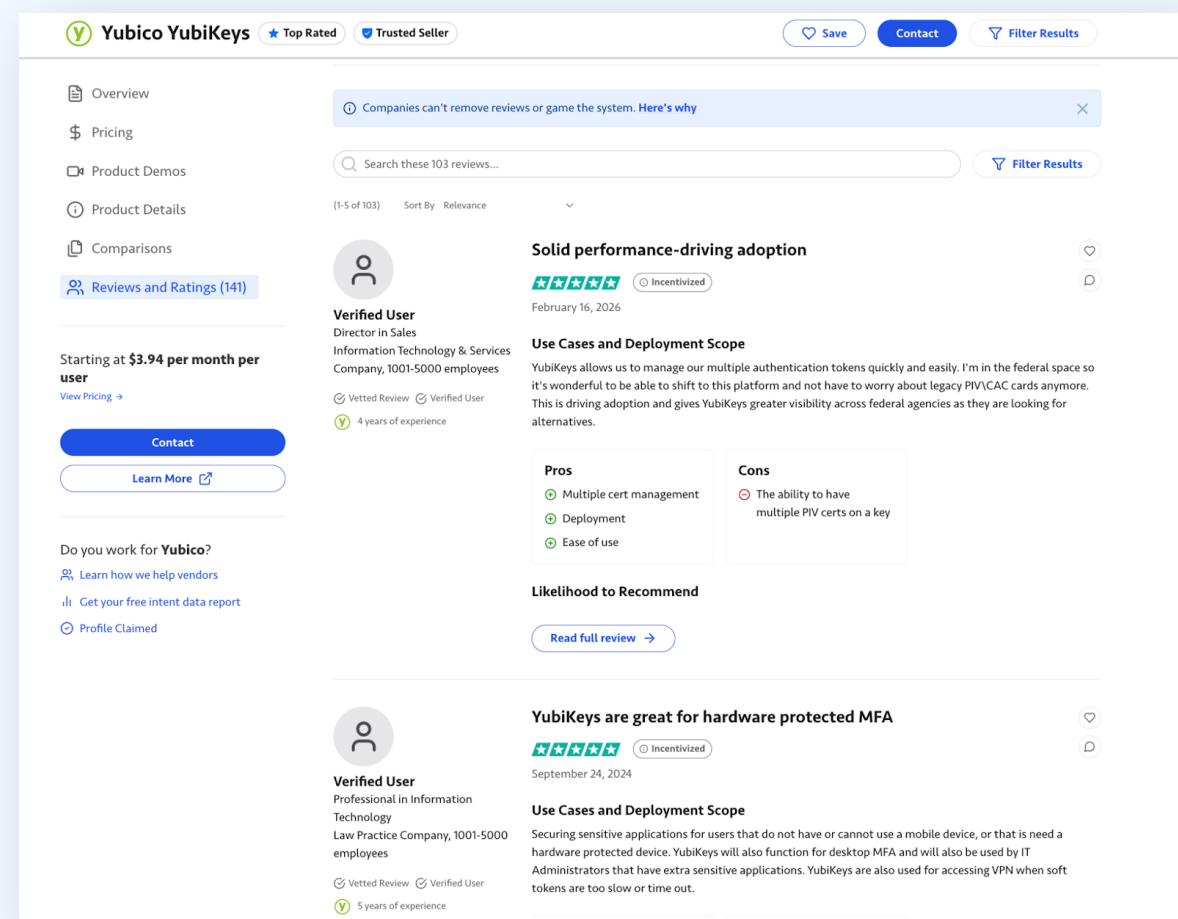 Yubico YubiKeys
Top Rated
Trusted Seller
Save
Contact
Filter Results
Overview
Pricing
Product Demos
Product Details
Comparisons
Reviews and Ratings (141)
Starting at $3.94 per month per
user
View Pricing →
Contact
Learn More
Do you work for Yubico?
Learn how we help vendors
Get your free intent data report
Profile Claimed
Companies can't remove reviews or game the system. Here's why
Search these 103 reviews...
Filter Results
(1-5 of 103) Sort By Relevance
Verified User
Director in Sales
Information Technology & Services
Company, 1001-5000 employees
Vetted Review Verified User
4 years of experience
Solid performance-driving adoption
Incentivized
February 16, 2026
Use Cases and Deployment Scope
YubiKeys allows us to manage our multiple authentication tokens quickly and easily. I'm in the federal space so
it's wonderful to be able to shift to this platform and not have to worry about legacy PIV\CAC cards anymore.
This is driving adoption and gives YubiKeys greater visibility across federal agencies as they are looking for
alternatives.
Pros
Multiple cert management
Deployment
Ease of use
Cons
The ability to have
multiple PIV certs on a key
Likelihood to Recommend
Read full review →
Verified User
Professional in Information
Technology
Law Practice Company, 1001-5000
employees
Vetted Review Verified User
5 years of experience
YubiKeys are great for hardware protected MFA
Incentivized
September 24, 2024
Use Cases and Deployment Scope
Securing sensitive applications for users that do not have or cannot use a mobile device, or that is need a
hardware protected device. YubiKeys will also function for desktop MFA and will also be used by IT
Administrators that have extra sensitive applications. YubiKeys are also used for accessing VPN when soft
tokens are too slow or time out.